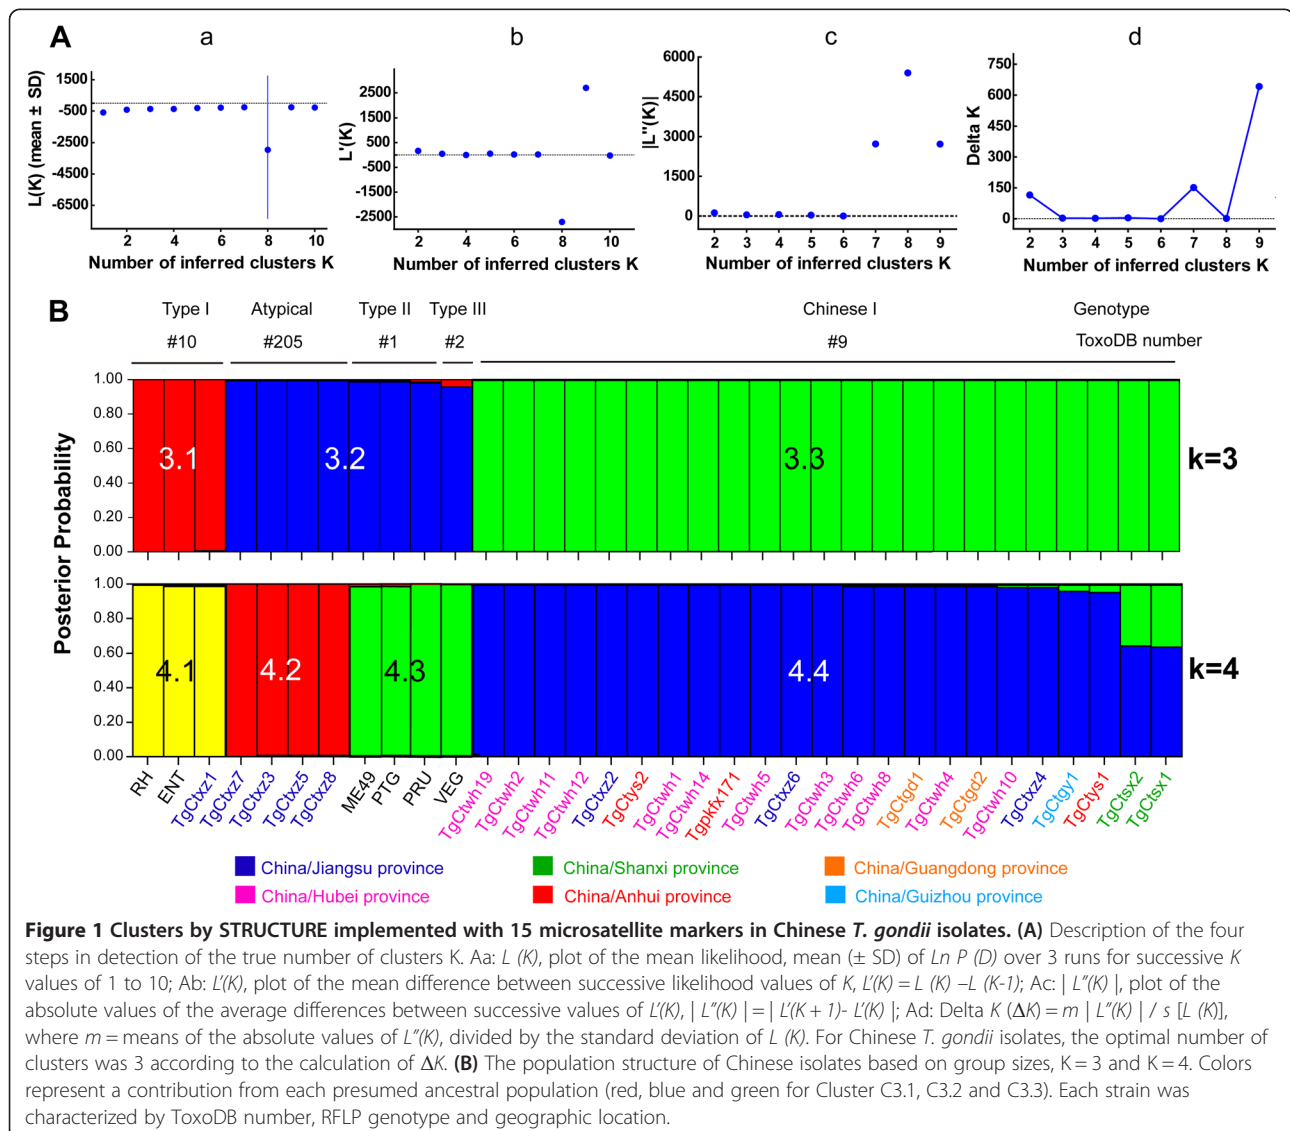 A
a
b
c
d
L(K) (mean ± SD)
1500
-500
-2500
-4500
-6500
2 4 6 8 10
Number of inferred clusters K
L'(K)
2500
500
-500
-2500
2 4 6 8 10
Number of inferred clusters K
|L"(K)|
6000
4500
3000
1500
0
2 3 4 5 6 7 8 9
Number of inferred clusters K
Delta K
750
600
450
300
150
0
2 3 4 5 6 7 8 9
Number of inferred clusters K
B
Type I Atypical Type II Type III Chinese I Genotype
#10 #205 #1 #2 #9 ToxoDB number
Posterior Probability
1.00
0.80
0.60
0.40
0.20
0.00
3.1 3.2 3.3 k=3
1.00
0.80
0.60
0.40
0.20
0.00
4.1 4.2 4.3 4.4 k=4
RH
ENT
TgCtxz1
TgCtxz7
TgCtxz3
TgCtxz5
TgCtxz8
ME49
PTG
PRU
VEG
TgCtwh19
TgCtwh2
TgCtwh11
TgCtwh12
TgCtxz2
TgCtys2
TgCtwh1
TgCtwh14
Tgpkfx171
TgCtwh5
TgCtxz6
TgCtwh3
TgCtwh6
TgCtwh8
TgCtgd1
TgCtwh4
TgCtgd2
TgCtwh10
TgCtxz4
TgCtgy1
TgCtys1
TgCtsx2
TgCtsx1
China/Jiangsu province China/Shanxi province China/Guangdong province
China/Hubei province China/Anhui province China/Guizhou province
Figure 1 Clusters by STRUCTURE implemented with 15 microsatellite markers in Chinese T. gondii isolates. (A) Description of the four
steps in detection of the true number of clusters K. Aa: L (K), plot of the mean likelihood, mean (± SD) of Ln P (D) over 3 runs for successive K
values of 1 to 10; Ab: L'(K), plot of the mean difference between successive likelihood values of K, L'(K) = L (K) –L (K-1); Ac: | L"(K) |, plot of the
absolute values of the average differences between successive values of L'(K), | L"(K) | = | L'(K + 1)- L'(K) |; Ad: Delta K (ΔK) = m | L"(K) | / s [L (K)],
where m = means of the absolute values of L"(K), divided by the standard deviation of L (K). For Chinese T. gondii isolates, the optimal number of
clusters was 3 according to the calculation of ΔK. (B) The population structure of Chinese isolates based on group sizes, K = 3 and K = 4. Colors
represent a contribution from each presumed ancestral population (red, blue and green for Cluster C3.1, C3.2 and C3.3). Each strain was
characterized by ToxoDB number, RFLP genotype and geographic location.